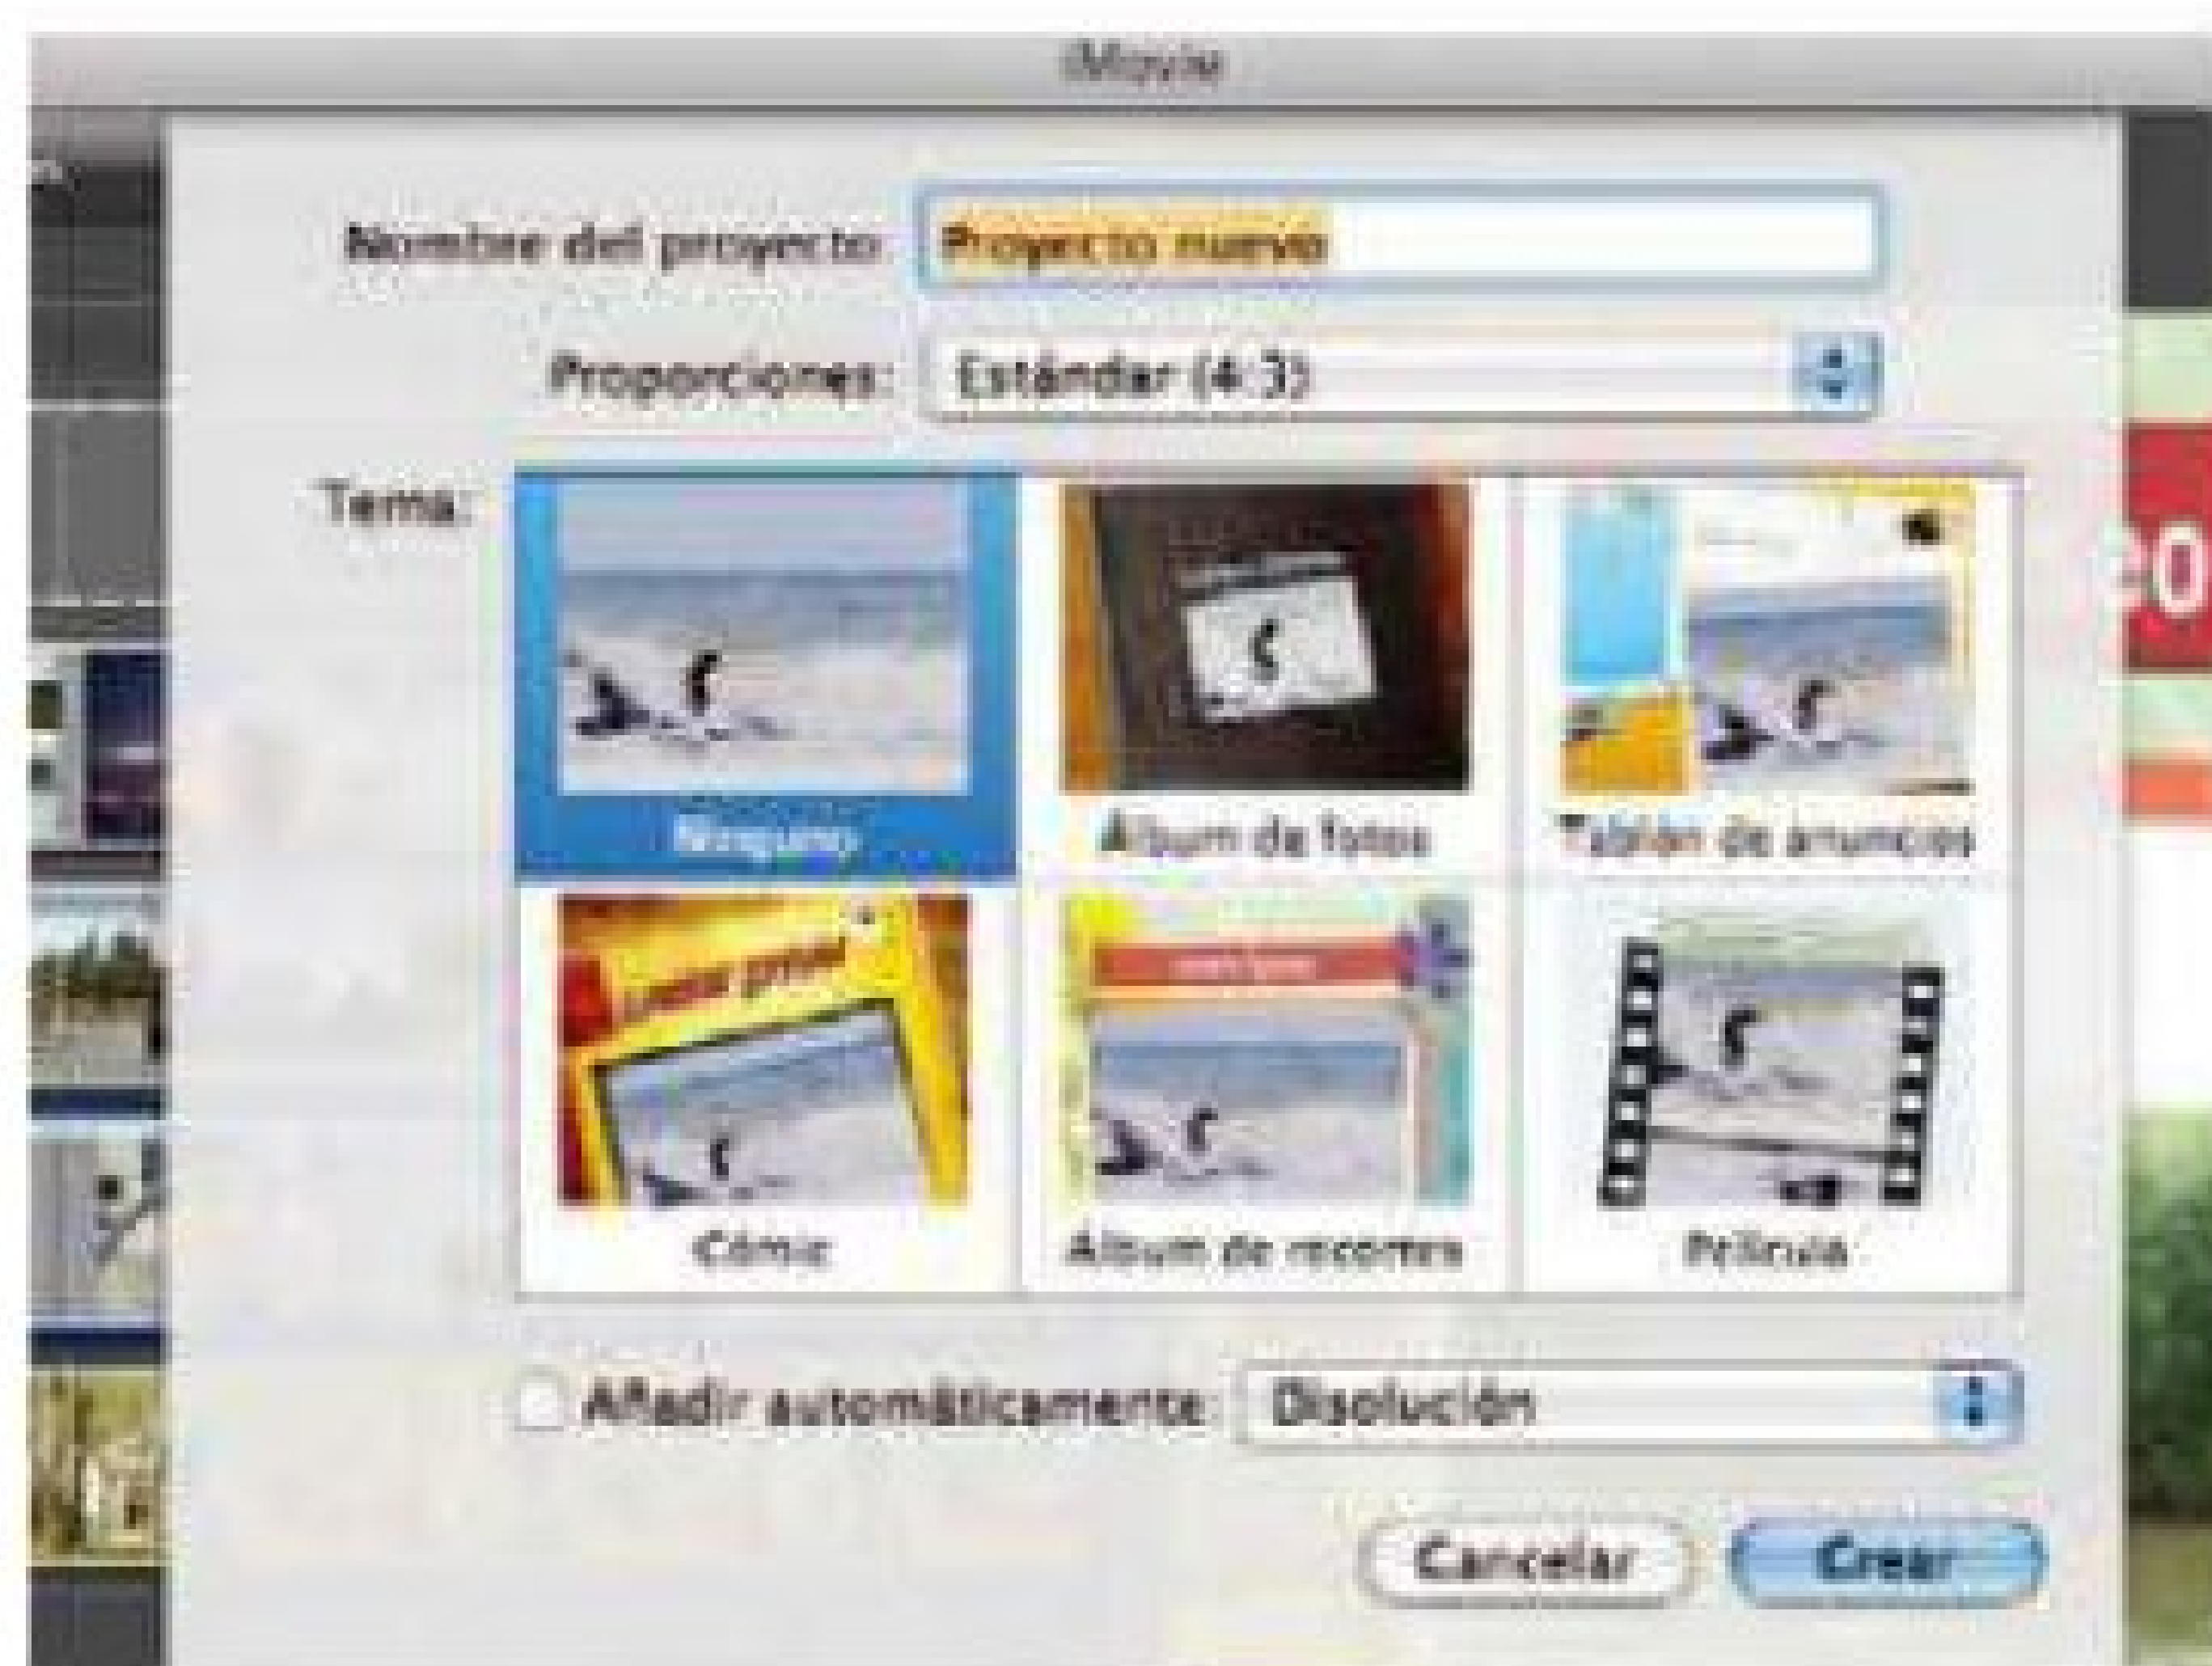 iMovie
Nombre del proyecto: Proyecto nuevo
Proporciones: Estándar (4:3)
Tema:
Ninguno
Álbum de fotos
Tablón de anuncios
Cómic
Álbum de recortes
Película
Añadir automáticamente: Disolución
Cancelar
Crear